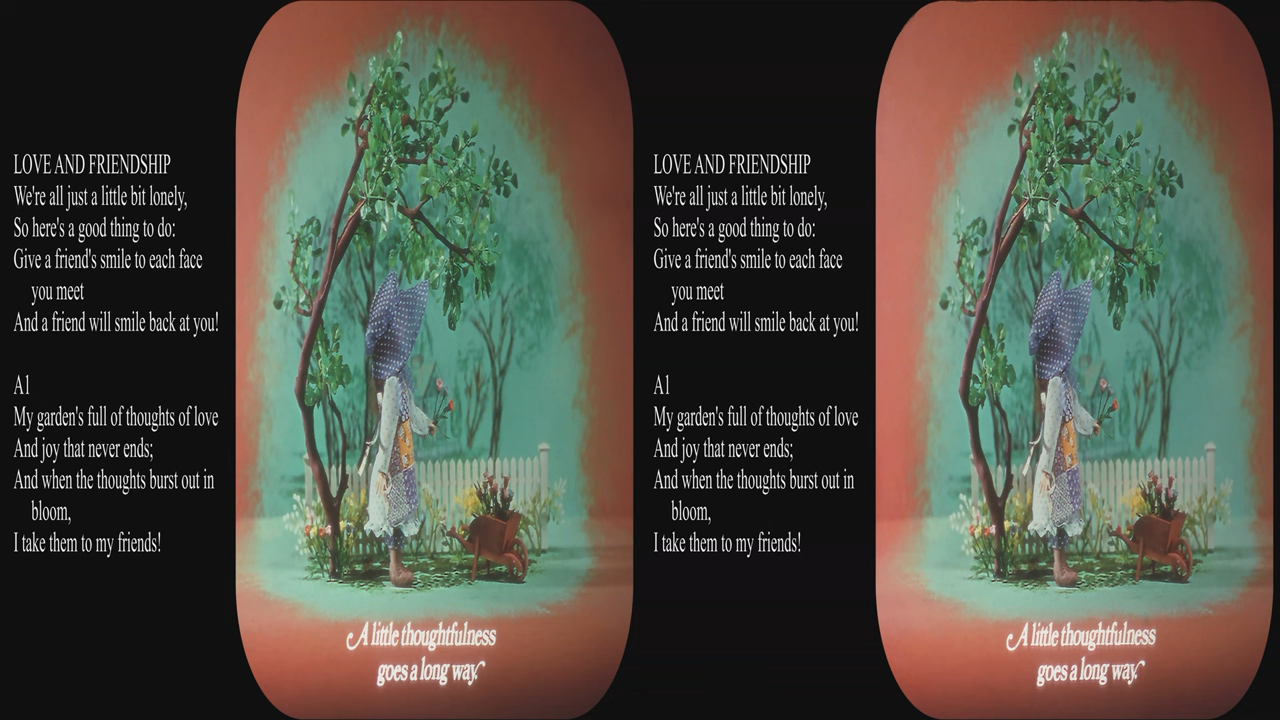 LOVE AND FRIENDSHIP
We're all just a little bit lonely,
So here's a good thing to do:
Give a friend's smile to each face
you meet
And a friend will smile back at you!
A1
My garden's full of thoughts of love
And joy that never ends;
And when the thoughts burst out in
bloom,
I take them to my friends!
A little thoughtfulness
goes a long way.
LOVE AND FRIENDSHIP
We're all just a little bit lonely,
So here's a good thing to do:
Give a friend's smile to each face
you meet
And a friend will smile back at you!
A1
My garden's full of thoughts of love
And joy that never ends;
And when the thoughts burst out in
bloom,
I take them to my friends!
A little thoughtfulness
goes a long way.